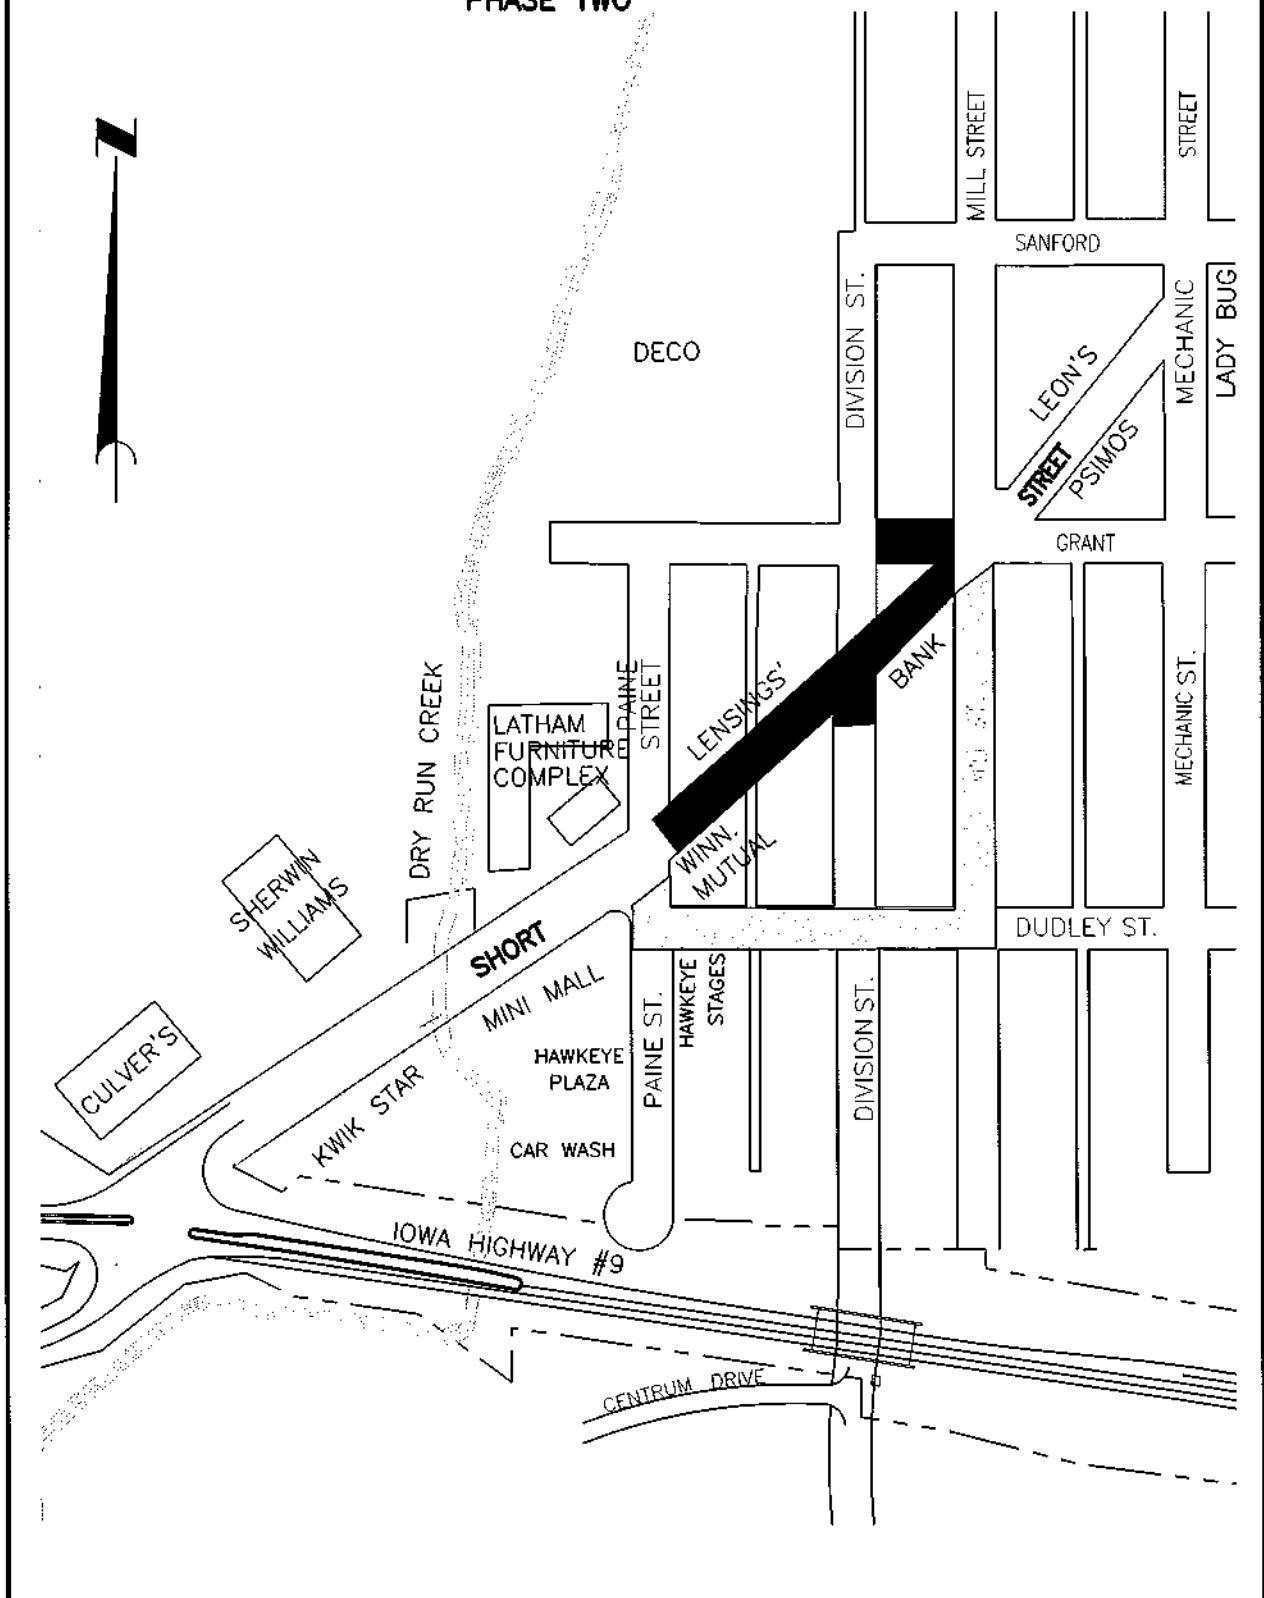 PHASE TWO
N
MILL STREET
STREET
SANFORD
DIVISION ST.
MECHANIC
LADY BUG
DECO
LEON'S
STREET
PSIMOS
GRANT
BANK
LENSINGS'
PAINE
STREET
DRY RUN CREEK
LATHAM
FURNITURE
COMPLEX
MECHANIC ST.
WINN.
MUTUAL
SHERWIN
WILLIAMS
SHORT
DUDLEY ST.
MINI MALL
HAWKEYE
STAGES
PAINE ST.
DIVISION ST.
CULVER'S
HAWKEYE
PLAZA
KWIK STAR
CAR WASH
IOWA HIGHWAY #9
CENTRUM DRIVE